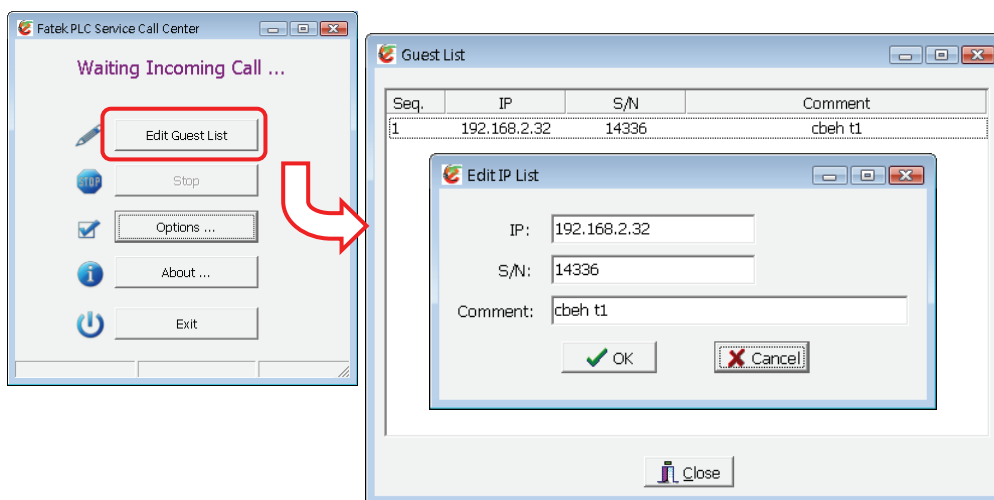 Fatek PLC Service Call Center
Waiting Incoming Call ...
Edit Guest List
STOP
Stop
Options ...
About ...
Exit
Guest List
Seq. IP S/N Comment
1 192.168.2.32 14336 cbeh t1
Edit IP List
IP: 192.168.2.32
S/N: 14336
Comment: cbeh t1
OK Cancel
Close